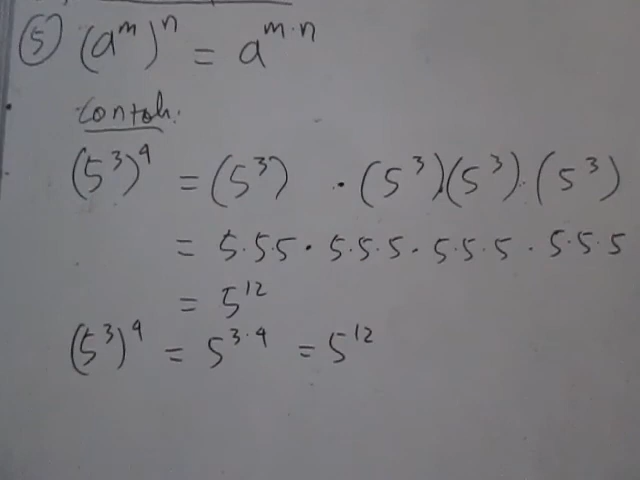 ⑤ (a^m)^n = a^{m·n}
Contoh:
(5^3)^4 = (5^3) · (5^3)·(5^3)·(5^3)
= 5·5·5 · 5·5·5 · 5·5·5 · 5·5·5
= 5^{12}
(5^3)^4 = 5^{3·4} = 5^{12}